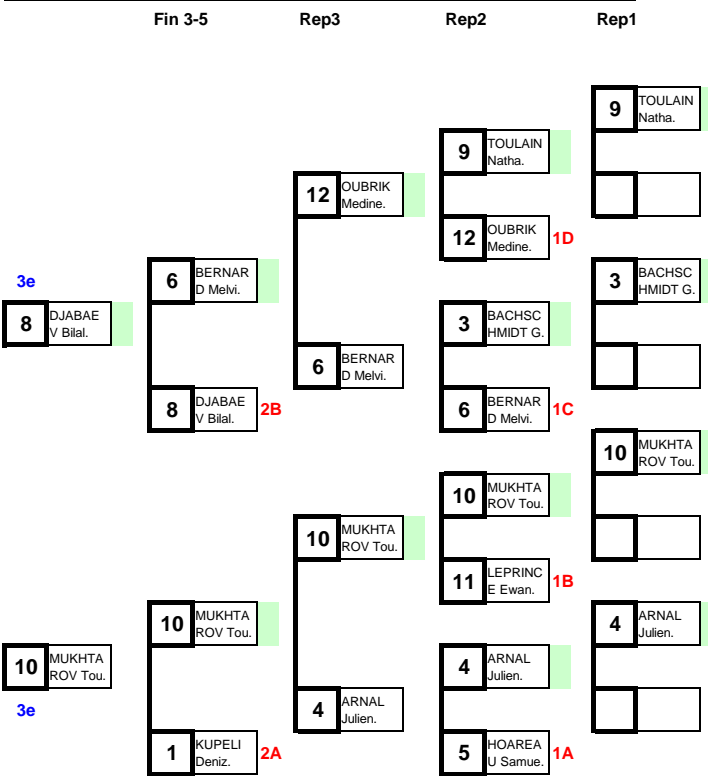 Fin 3-5 Rep3 Rep2 Rep1
9 TOULAIN
Natha.
9 TOULAIN
Natha.
12 OUBRIK
Medine.
12 OUBRIK
Medine. 1D
3e
6 BERNAR
D Melvi.
3 BACHSC
HMIDT G.
8 DJABAE
V Bilal.
3 BACHSC
HMIDT G.
6 BERNAR
D Melvi.
8 DJABAE
V Bilal. 2B
6 BERNAR
D Melvi. 1C
10 MUKHTA
ROV Tou.
10 MUKHTA
ROV Tou.
10 MUKHTA
ROV Tou.
11 LEPRINC
E Ewan. 1B
10 MUKHTA
ROV Tou.
4 ARNAL
Julien.
10 MUKHTA
ROV Tou.
4 ARNAL
Julien.
3e
4 ARNAL
Julien.
1 KUPELI
Deniz. 2A
5 HOAREA
U Samue. 1A